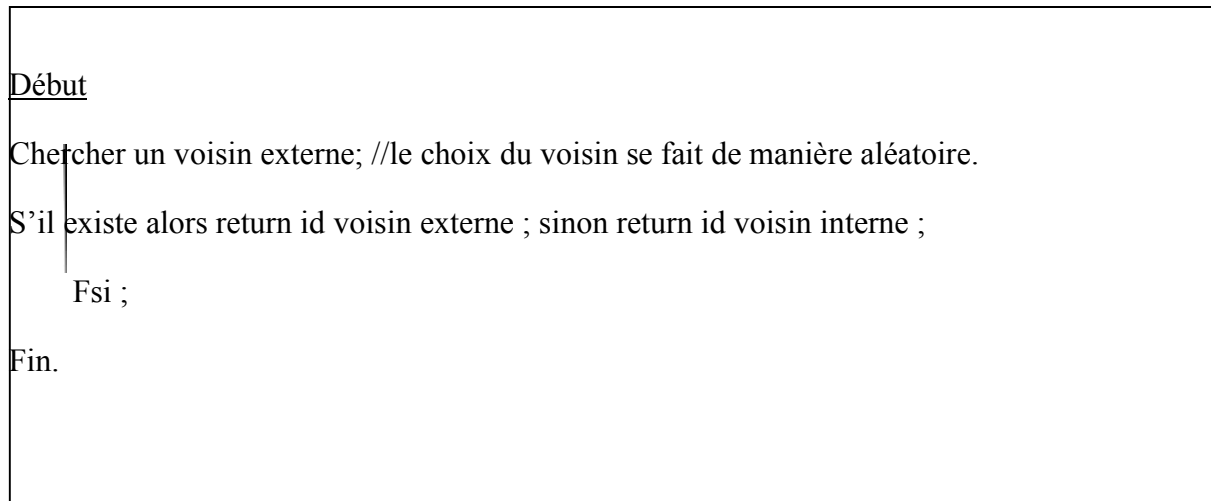 Début
Chercher un voisin externe; //le choix du voisin se fait de manière aléatoire.
S’il existe alors return id voisin externe ; sinon return id voisin interne ;
Fsi ;
Fin.